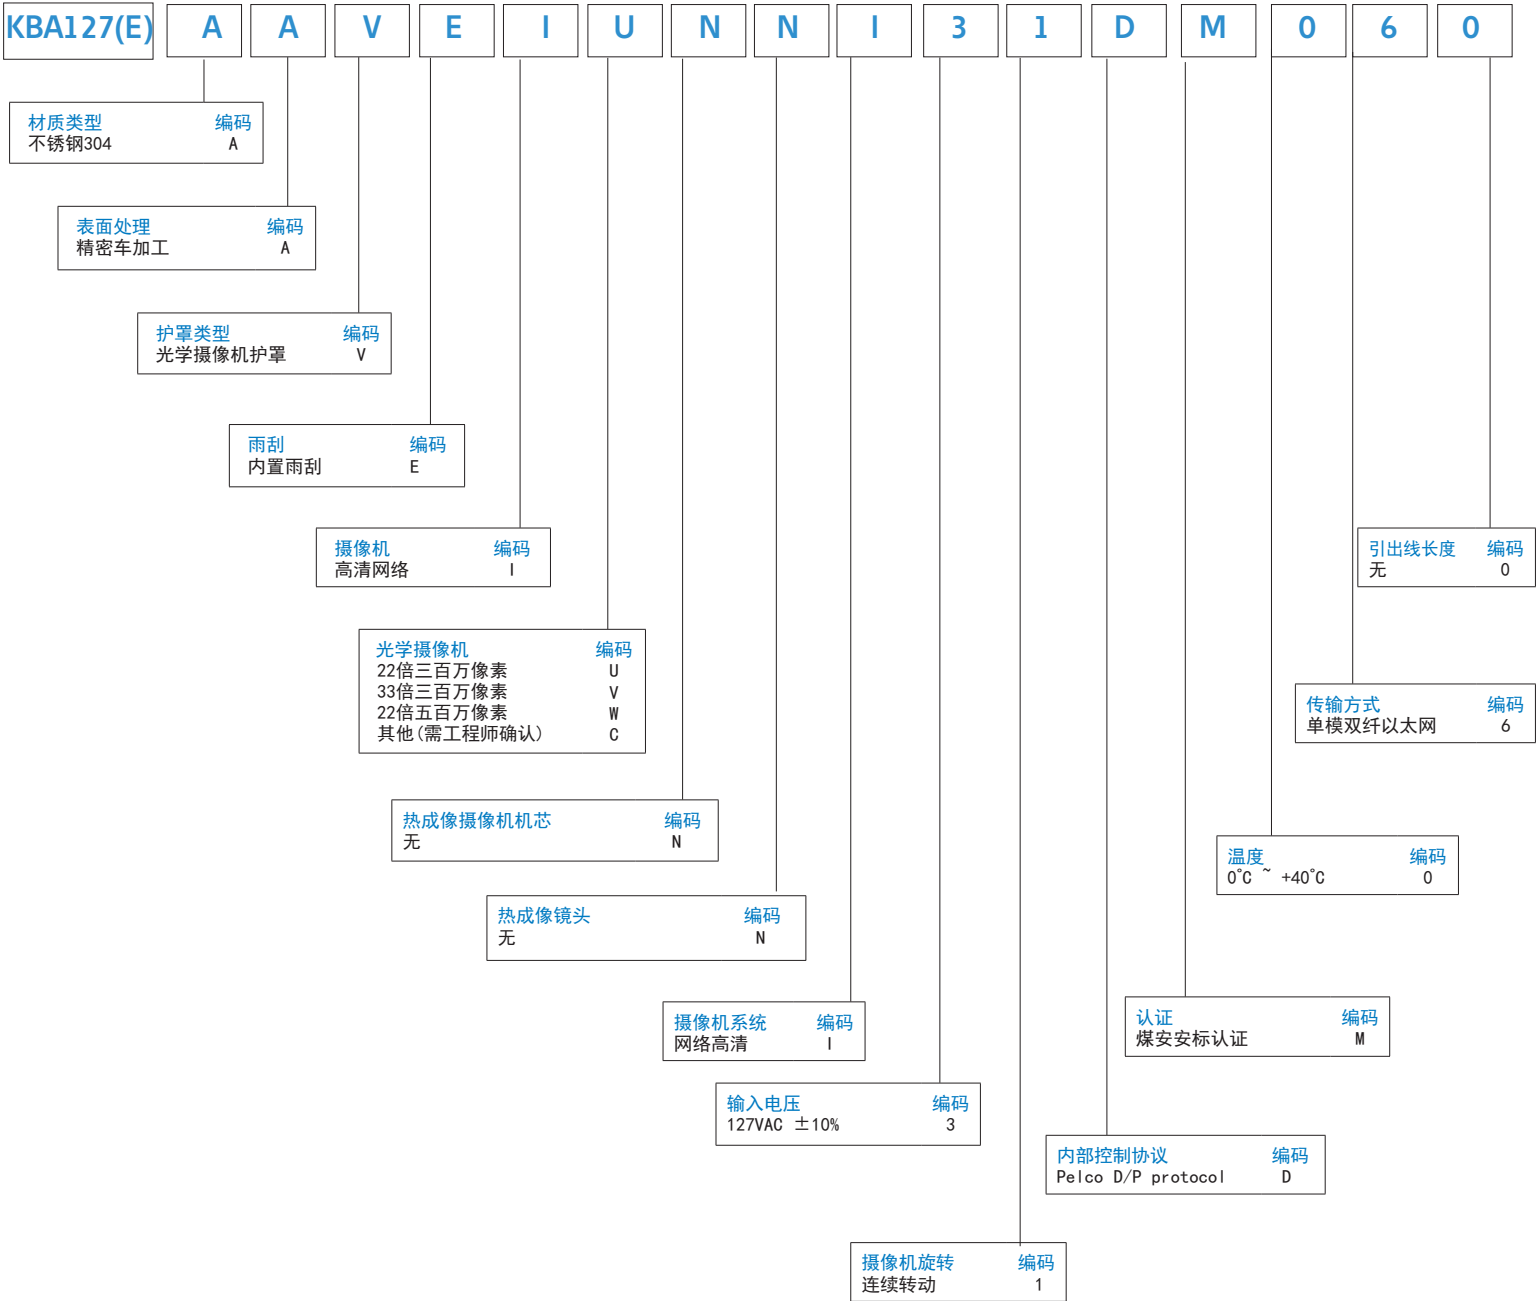 KBA127(E) A A V E I U N N I 3 1 D M 0 6 0
材质类型 编码
不锈钢304 A
表面处理 编码
精密车加工 A
护罩类型 编码
光学摄像机护罩 V
雨刮 编码
内置雨刮 E
摄像机 编码
高清网络 I
引出线长度 编码
无 0
光学摄像机 编码
22倍三百万像素 U
33倍三百万像素 V
22倍五百万像素 W
其他(需工程师确认) C
传输方式 编码
单模双纤以太网 6
热成像摄像机机芯 编码
无 N
温度 编码
0℃ ~ +40℃ 0
热成像镜头 编码
无 N
摄像机系统 编码
网络高清 I
认证 编码
煤安安标认证 M
输入电压 编码
127VAC ±10% 3
内部控制协议 编码
Pelco D/P protocol D
摄像机旋转 编码
连续转动 1